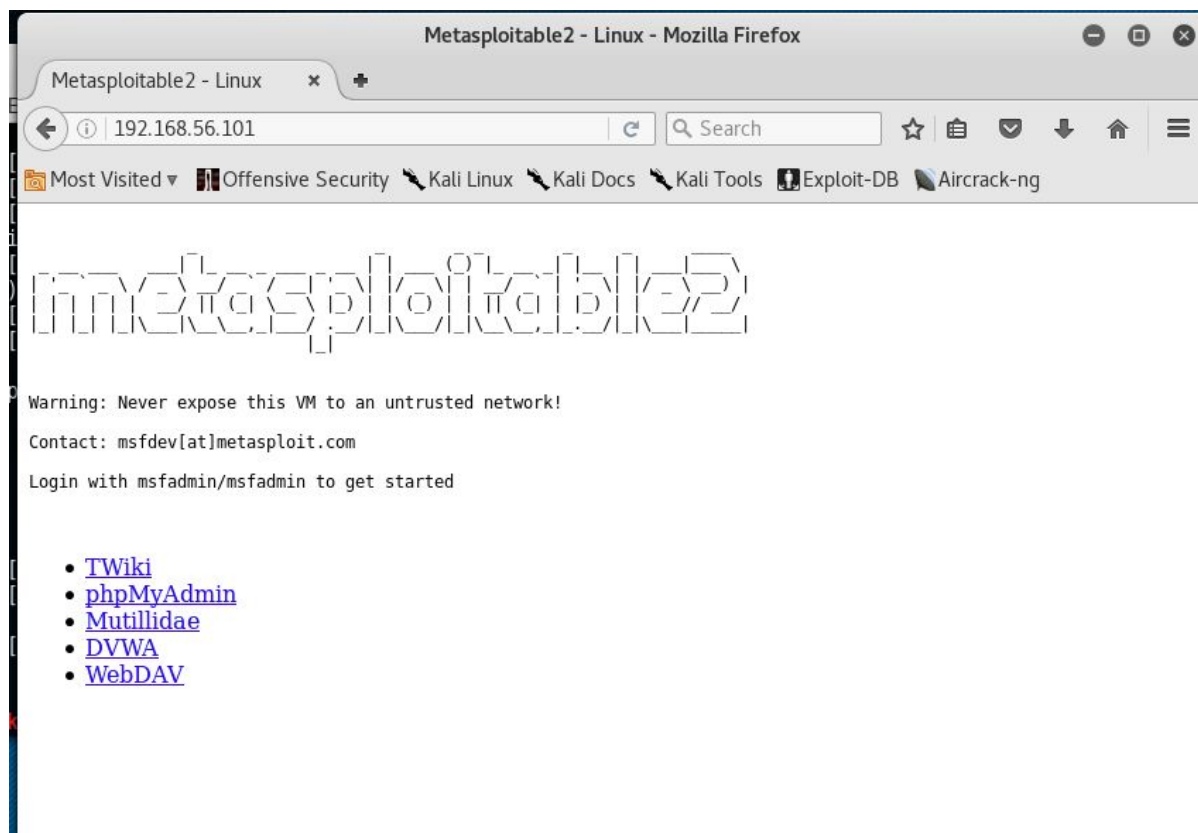 Metasploitable2 - Linux - Mozilla Firefox
Metasploitable2 - Linux
192.168.56.101
Search
Most Visited Offensive Security Kali Linux Kali Docs Kali Tools Exploit-DB Aircrack-ng
metasploitable2
Warning: Never expose this VM to an untrusted network!
Contact: msfdev[at]metasploit.com
Login with msfadmin/msfadmin to get started
TWiki
phpMyAdmin
Mutillidae
DVWA
WebDAV